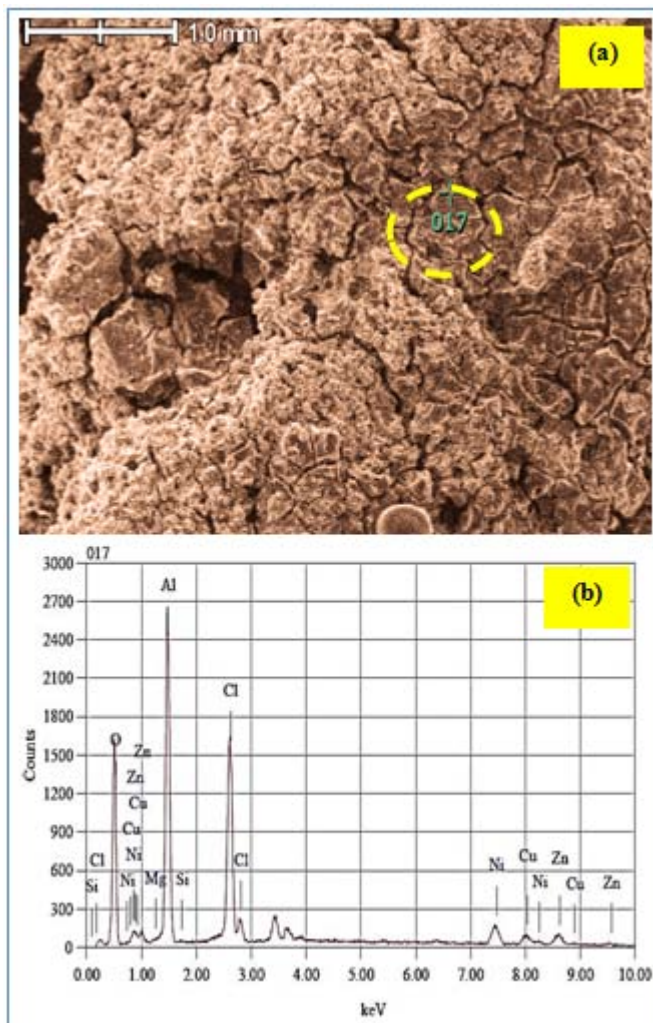 1.0 mm
(a)
017
017
(b)
3000
2700
2400
2100
1800
1500
1200
900
600
300
0
Counts
Al
Cl
O
Zn
Zn
Cu
Cu
Ni
Cl
Si
Ni
Mg
Si
Cl
Ni
Cu
Ni
Zn
Cu
Zn
0.00 1.00 2.00 3.00 4.00 5.00 6.00 7.00 8.00 9.00 10.00
keV